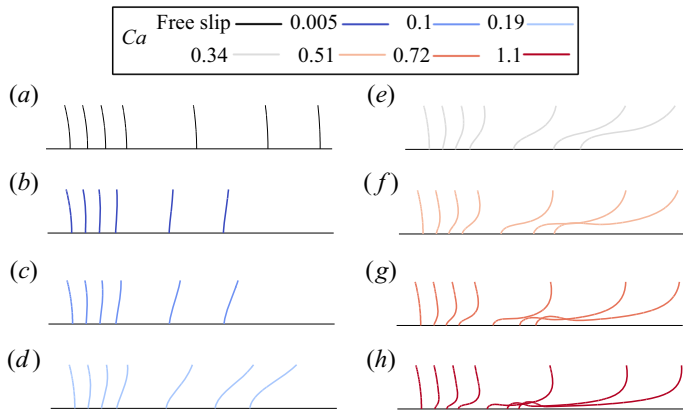 Ca
Free slip 0.005 0.1 0.19
0.34 0.51 0.72 1.1
(a)
(e)
(b)
(f)
(c)
(g)
(d)
(h)